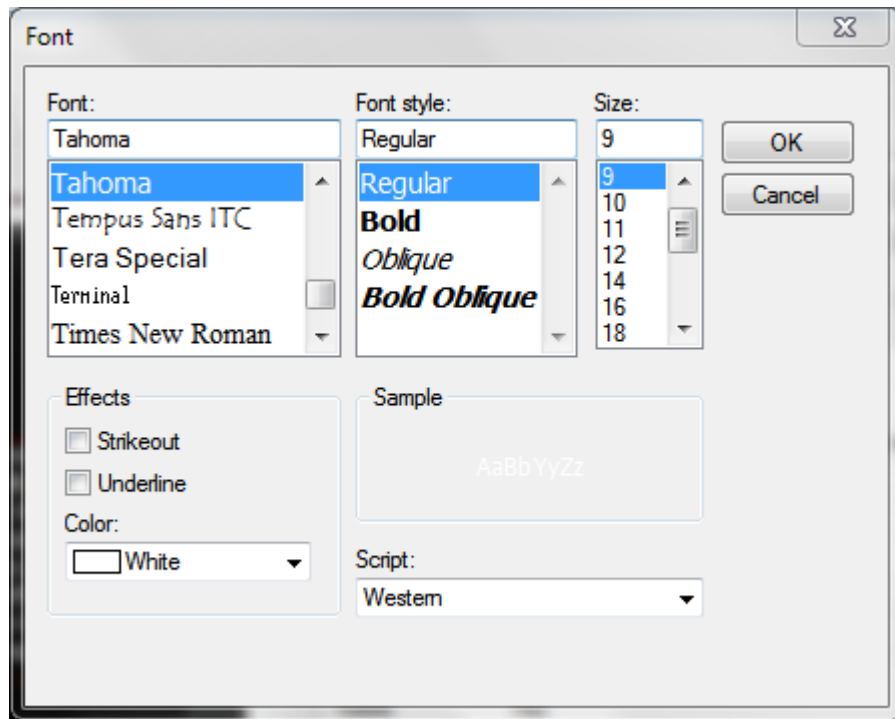 Font
Font: Font style: Size:
Tahoma Regular 9
Tahoma Regular 9
Tempus Sans ITC Bold 10
Tera Special Oblique 11
Terminal Bold Oblique 12
Times New Roman 14
16
18
OK
Cancel
Effects
Strikeout
Underline
Color:
White
Sample
AaBbYyZz
Script:
Western